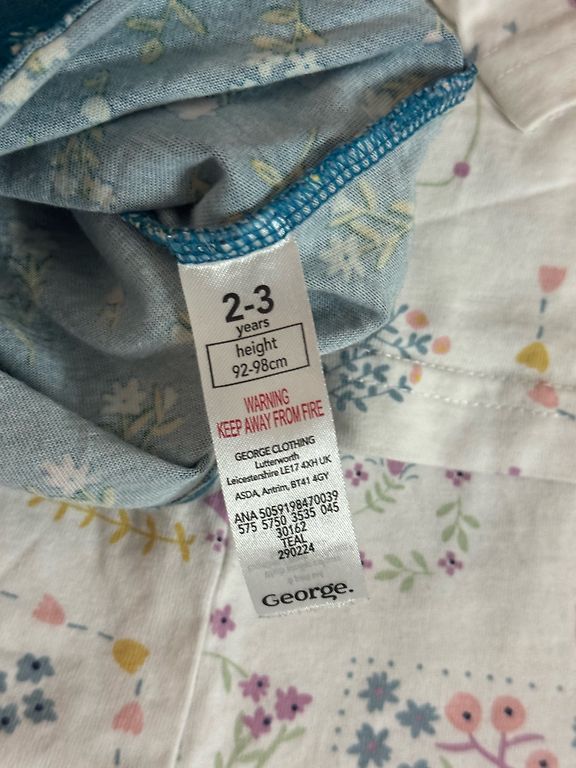 2-3
years
height
92-98cm
WARNING
KEEP AWAY FROM FIRE
GEORGE CLOTHING
Lutterworth
Leicestershire LE17 4XH UK
ASDA, Antrim, BT41 4GY
ANA 5059198470039
575 5750 3535 045
30162
TEAL
290224
George.